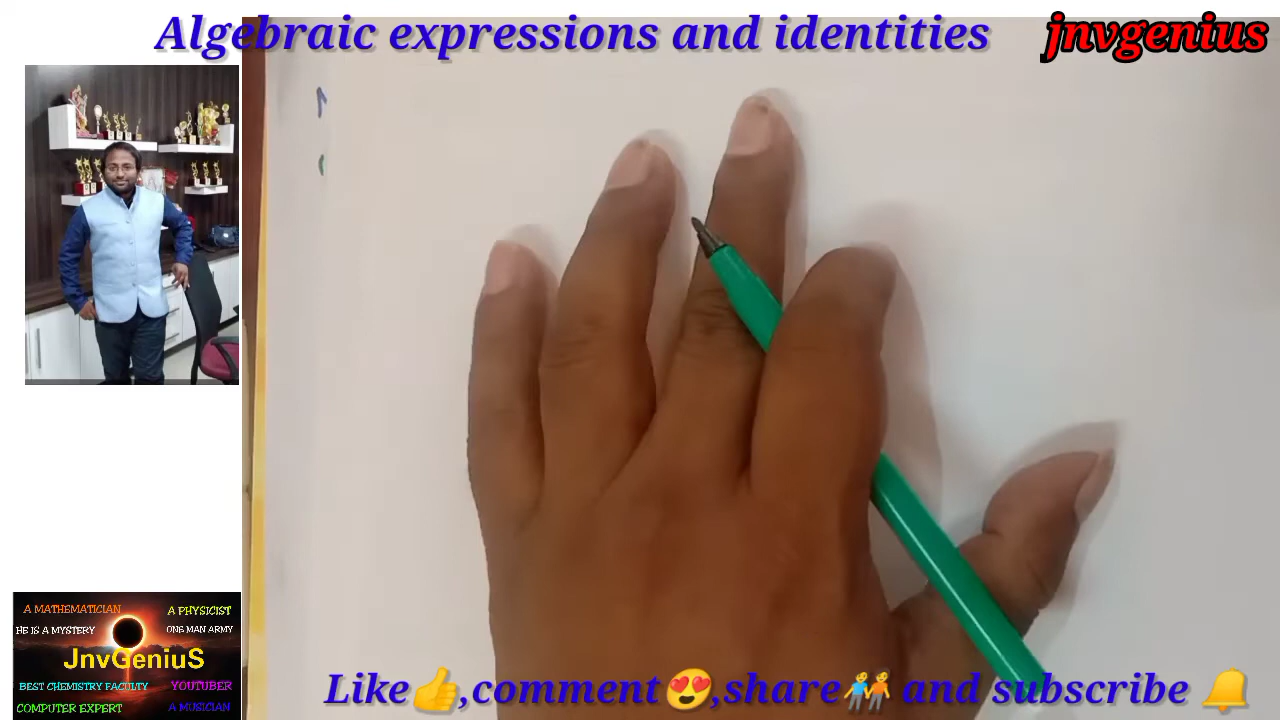 Algebraic expressions and identities
jnvgenius
A MATHEMATICIAN
A PHYSICIST
HE IS A MYSTERY
ONE MAN ARMY
JnvGeniuS
BEST CHEMISTRY FACULTY
YOUTUBER
COMPUTER EXPERT
A MUSICIAN
Like👍,comment😍,share🧑‍🤝‍🧑 and subscribe 🔔